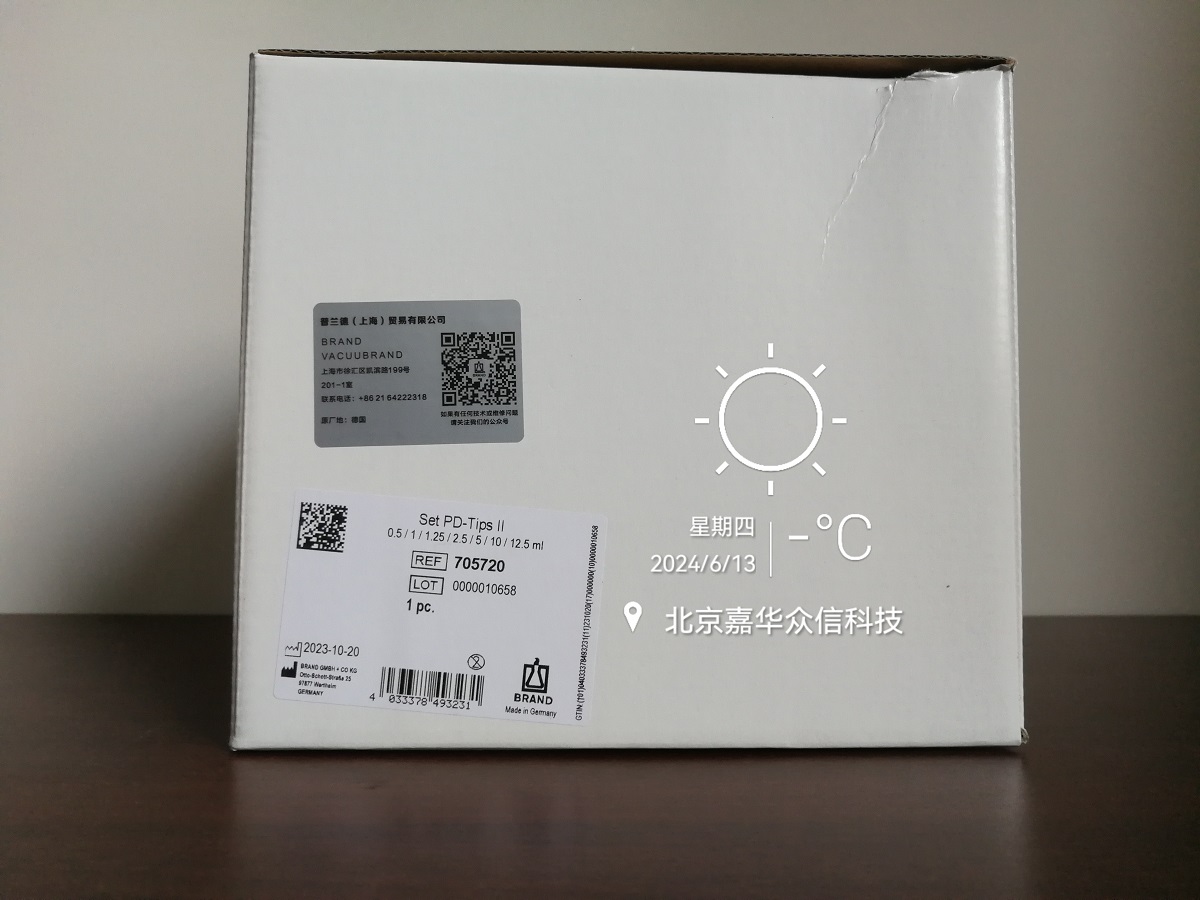 普兰德（上海）贸易有限公司
BRAND
VACUUBRAND
上海市徐汇区凯滨路199号
201-1室
联系电话：+86 21 64222318
原厂地：德国
BRAND
如果有任何技术或维修问题
请关注我们的公众号
Set PD-Tips II
0.5 / 1 / 1.25 / 2.5 / 5 / 10 / 12.5 ml
REF 705720
LOT 0000010658
1 pc.
2023-10-20
BRAND GMBH + CO KG
Otto-Schott-Straße 25
97877 Wertheim
GERMANY
4 033378 493231
2
BRAND
Made in Germany
星期四
2024/6/13
-°C
北京嘉华众信科技